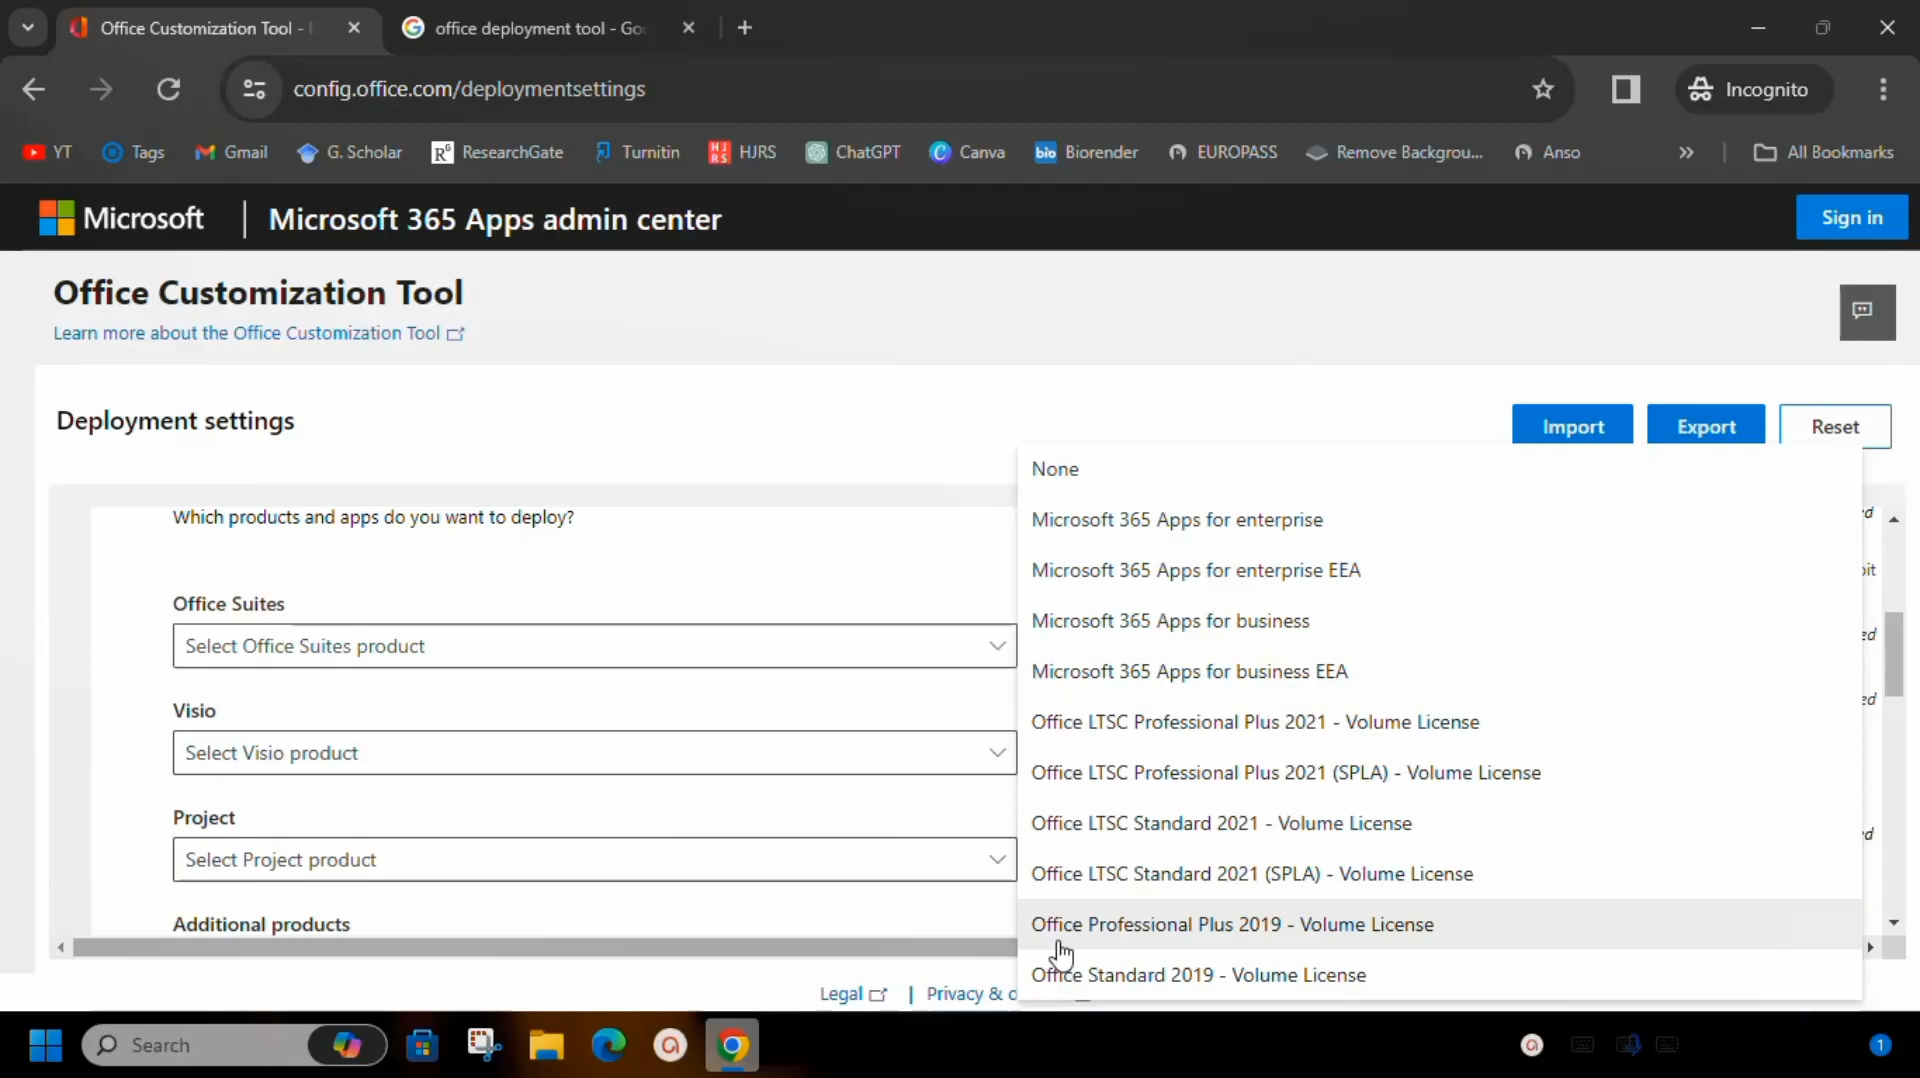 Office Customization Tool -
office deployment tool - Goo
config.office.com/deploymentsettings
Incognito
YT
Tags
Gmail
G. Scholar
ResearchGate
Turnitin
HJRS
ChatGPT
Canva
bio Biorender
EUROPASS
Remove Backgrou...
Anso
All Bookmarks
Microsoft
Microsoft 365 Apps admin center
Sign in
Office Customization Tool
Learn more about the Office Customization Tool
Deployment settings
Import
Export
Reset
Which products and apps do you want to deploy?
Office Suites
Select Office Suites product
Visio
Select Visio product
Project
Select Project product
Additional products
None
Microsoft 365 Apps for enterprise
Microsoft 365 Apps for enterprise EEA
Microsoft 365 Apps for business
Microsoft 365 Apps for business EEA
Office LTSC Professional Plus 2021 - Volume License
Office LTSC Professional Plus 2021 (SPLA) - Volume License
Office LTSC Standard 2021 - Volume License
Office LTSC Standard 2021 (SPLA) - Volume License
Office Professional Plus 2019 - Volume License
Office Standard 2019 - Volume License
Legal | Privacy &
Search
1